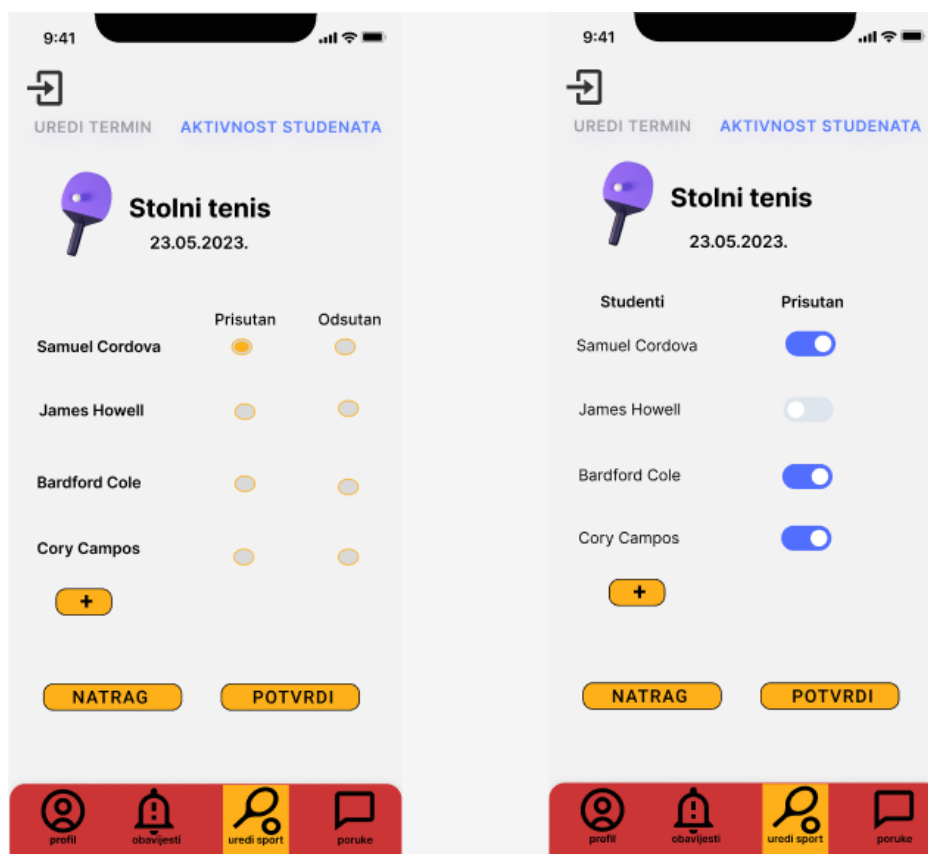 9:41
UREDI TERMIN AKTIVNOST STUDENATA
Stolni tenis
23.05.2023.
Prisutan Odsutan
Samuel Cordova
James Howell
Bardford Cole
Cory Campos
+
NATRAG POTVRDI
profil obavijesti uredi sport poruke
9:41
UREDI TERMIN AKTIVNOST STUDENATA
Stolni tenis
23.05.2023.
Studenti Prisutan
Samuel Cordova
James Howell
Bardford Cole
Cory Campos
+
NATRAG POTVRDI
profil obavijesti uredi sport poruke